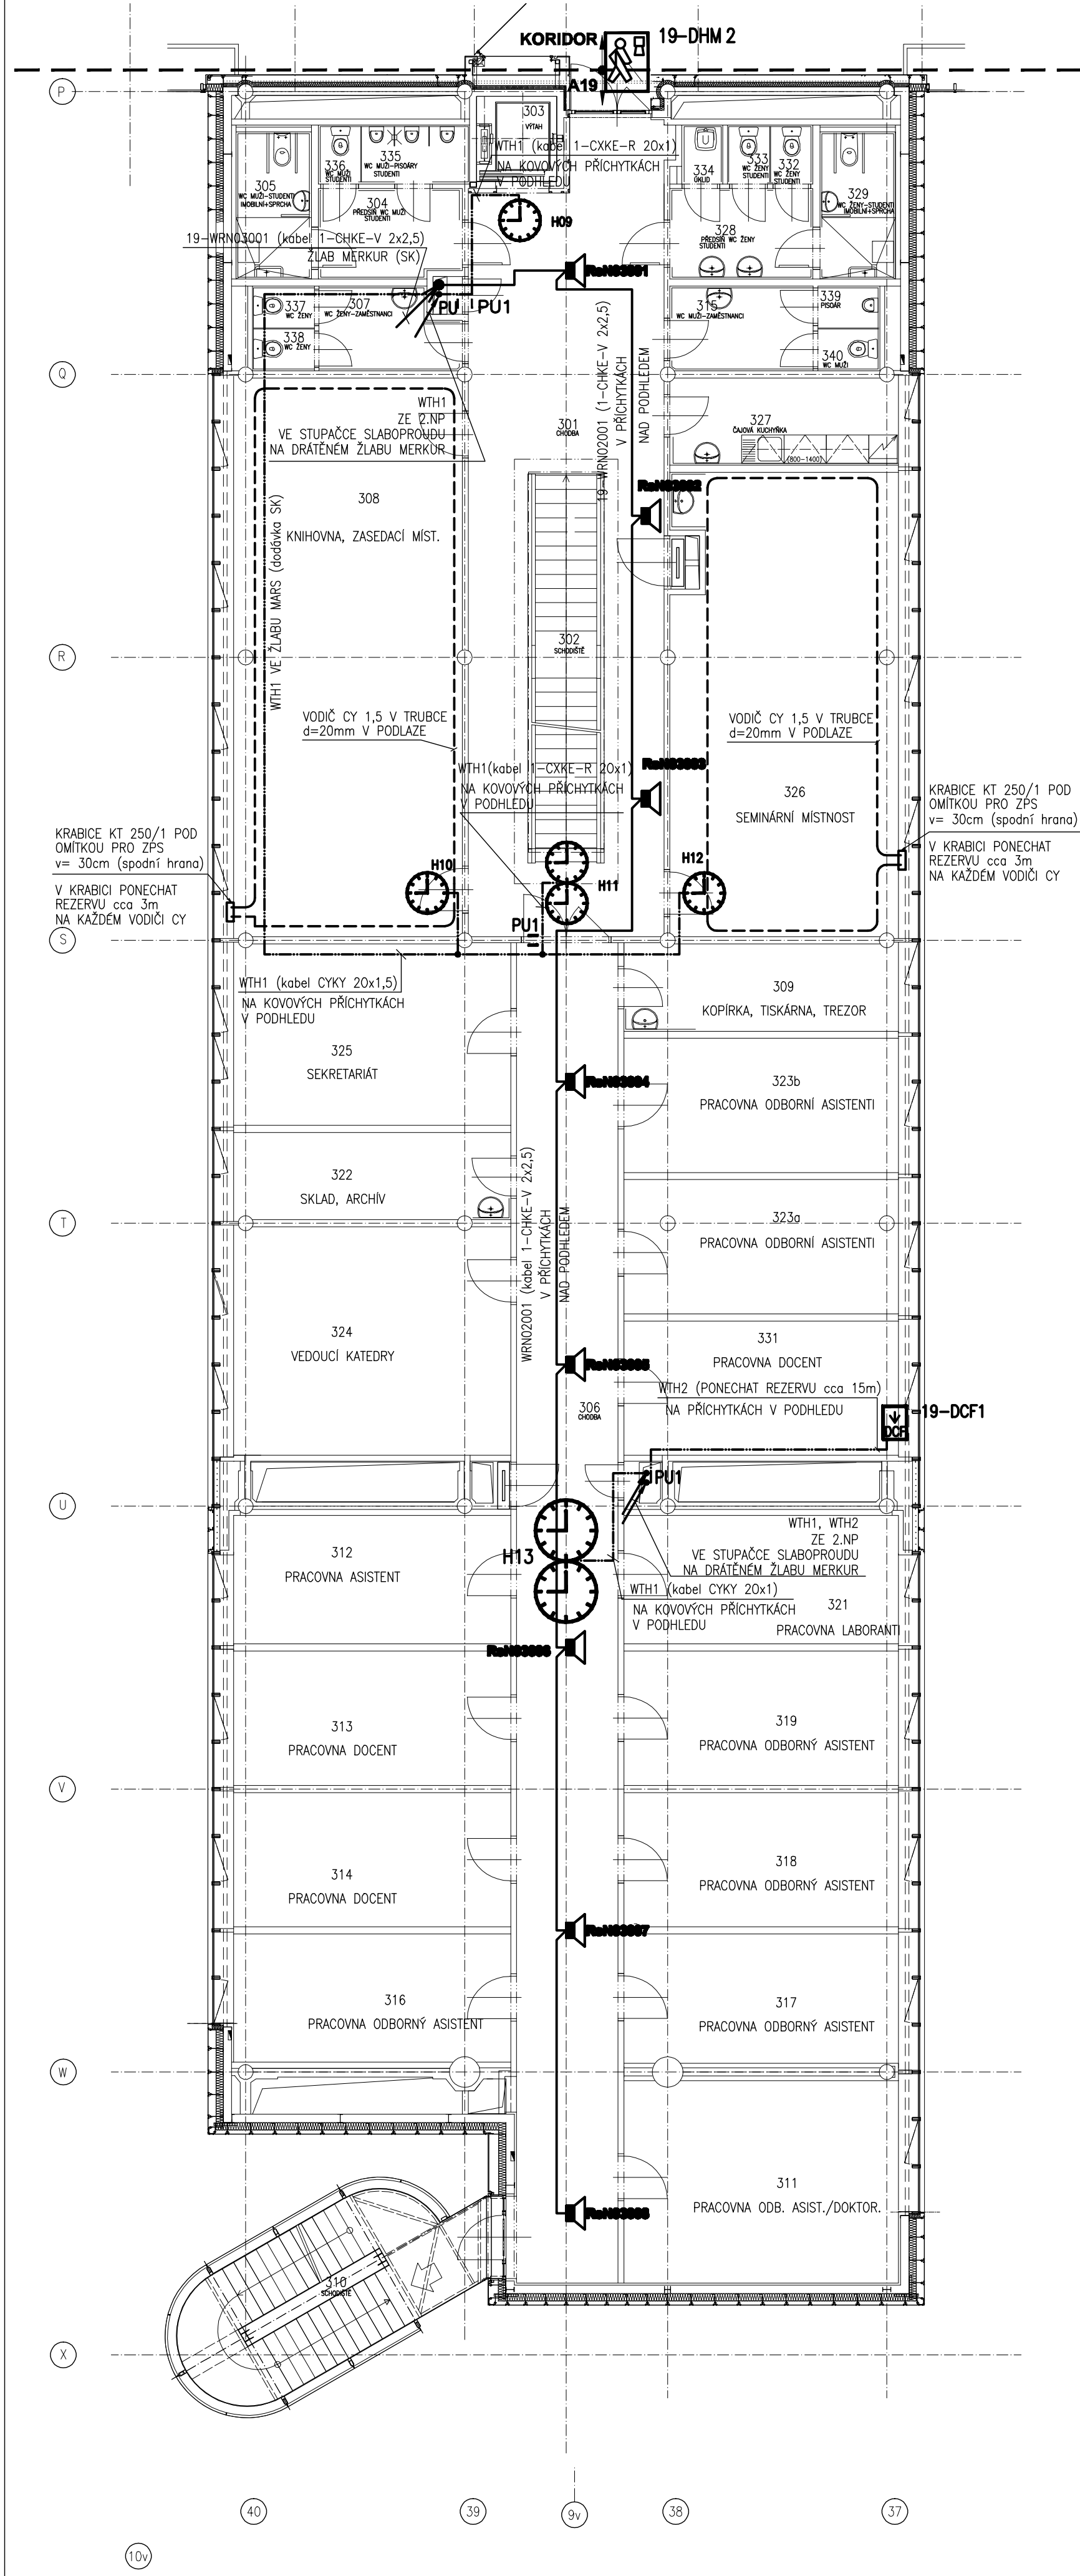 KORIDOR
19-DHM 2
A19
P
303
VÝTAH
WTH1 (kabel 1-CXKE-R 20x1)
NA KOVOVÝCH PŘÍCHYTKÁCH
V PODHLEDU
336
WC MUŽI
STUDENTI
335
WC MUŽI-PISOÁRY
STUDENTI
334
ÚKLID
U
333
WC ŽENY
STUDENTI
332
WC ŽENY
STUDENTI
305
WC MUŽI-STUDENTI
IMOBILNÍ+SPRCHA
304
PŘEDSÍŇ WC MUŽI
STUDENTI
329
WC ŽENY-STUDENTI
IMOBILNÍ+SPRCHA
328
PŘEDSÍŇ WC ŽENY
STUDENTI
H09
19-WRN03001 (kabel 1-CHKE-V 2x2,5)
ŽLAB MERKUR (SK)
337
WC ŽENY
307
WC ŽENY-ZAMĚSTNANCI
338
WC ŽENY
PU
PU1
315
WC MUŽI-ZAMĚSTNANCI
339
PISOÁR
340
WC MUŽI
19-WRN02001 (1-CHKE-V 2x2,5)
V PŘÍCHYTKÁCH
NAD PODHLEDEM
Q
WTH1
ZE 2.NP
VE STUPAČCE SLABOPROUDU
NA DRÁTĚNÉM ŽLABU MERKUR
301
CHODBA
327
ČAJOVÁ KUCHYŇKA
(800-1400)
308
KNIHOVNA, ZASEDACÍ MÍST.
WTH1 VE ŽLABU MARS (dodávka SK)
R
302
SCHODIŠTĚ
VODIČ CY 1,5 V TRUBCE
d=20mm V PODLAZE
VODIČ CY 1,5 V TRUBCE
d=20mm V PODLAZE
WTH1(kabel 1-CXKE-R 20x1)
NA KOVOVÝCH PŘÍCHYTKÁCH
V PODHLEDU
326
SEMINÁRNÍ MÍSTNOST
KRABICE KT 250/1 POD
OMÍTKOU PRO ZPS
v= 30cm (spodní hrana)
V KRABICI PONECHAT
REZERVU cca 3m
NA KAŽDÉM VODIČI CY
KRABICE KT 250/1 POD
OMÍTKOU PRO ZPS
v= 30cm (spodní hrana)
V KRABICI PONECHAT
REZERVU cca 3m
NA KAŽDÉM VODIČI CY
H10
H11
H12
PU1
S
WTH1 (kabel CYKY 20x1,5)
NA KOVOVÝCH PŘÍCHYTKÁCH
V PODHLEDU
309
KOPÍRKA, TISKÁRNA, TREZOR
325
SEKRETARIÁT
323b
PRACOVNA ODBORNÍ ASISTENTI
322
SKLAD, ARCHÍV
WRN02001 (kabel 1-CHKE-V 2x2,5)
V PŘÍCHYTKÁCH
NAD PODHLEDEM
T
323a
PRACOVNA ODBORNÍ ASISTENTI
324
VEDOUCÍ KATEDRY
331
PRACOVNA DOCENT
WTH2 (PONECHAT REZERVU cca 15m)
NA PŘÍCHYTKÁCH V PODHLEDU
306
CHODBA
19-DCF1
DCF
PU1
U
WTH1, WTH2
ZE 2.NP
VE STUPAČCE SLABOPROUDU
NA DRÁTĚNÉM ŽLABU MERKUR
H13
312
PRACOVNA ASISTENT
WTH1 (kabel CYKY 20x1)
NA KOVOVÝCH PŘÍCHYTKÁCH
V PODHLEDU
321
PRACOVNA LABORANTI
313
PRACOVNA DOCENT
319
PRACOVNA ODBORNÝ ASISTENT
V
314
PRACOVNA DOCENT
318
PRACOVNA ODBORNÝ ASISTENT
316
PRACOVNA ODBORNÝ ASISTENT
317
PRACOVNA ODBORNÝ ASISTENT
W
311
PRACOVNA ODB. ASIST./DOKTOR.
310
SCHODIŠTĚ
X
40
39
9v
38
37
10v